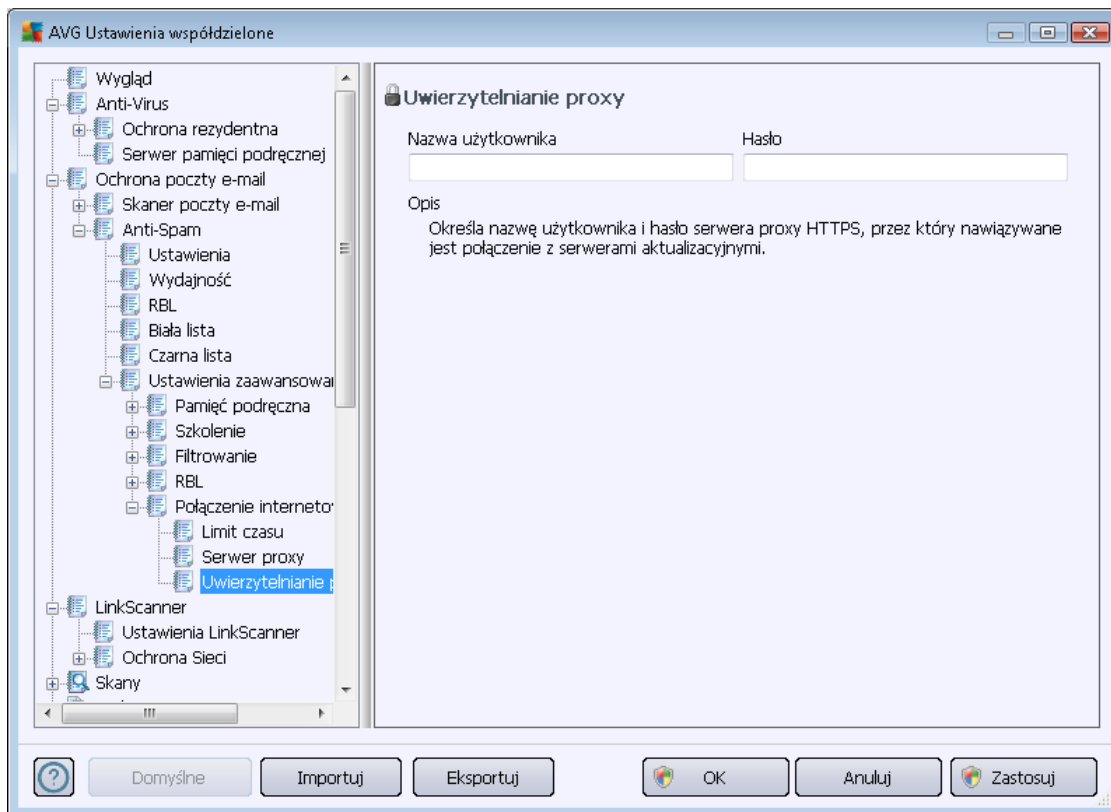 AVG Ustawienia współdzielone
Wygląd
Anti-Virus
Ochrona rezydentna
Serwer pamięci podręcznej
Ochrona poczty e-mail
Skaner poczty e-mail
Anti-Spam
Ustawienia
Wydajność
RBL
Biała lista
Czarna lista
Ustawienia zaawansowa
Pamięć podręczna
Szkolenie
Filtrowanie
RBL
Połączenie interneto
Limit czasu
Serwer proxy
Uwierzytelnianie p
LinkScanner
Ustawienia LinkScanner
Ochrona Sieci
Skany
Uwierzytelnianie proxy
Nazwa użytkownika Hasło
Opis
Określa nazwę użytkownika i hasło serwera proxy HTTPS, przez który nawiązywane
jest połączenie z serwerami aktualizacyjnymi.
Domyślne Importuj Eksportuj OK Anuluj Zastosuj